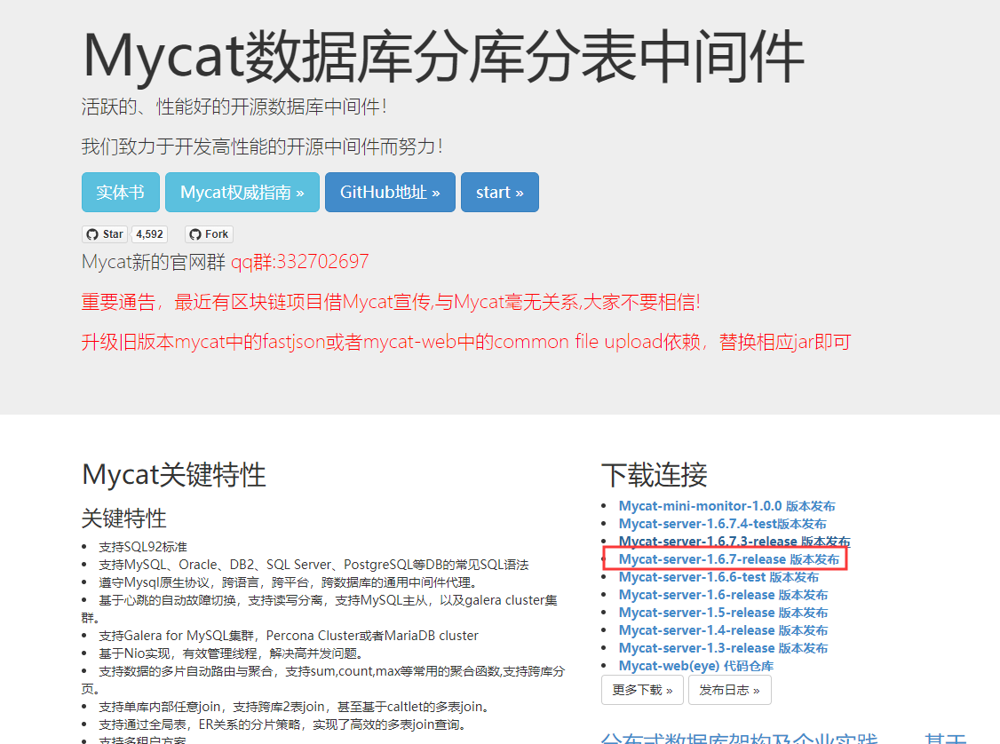 Mycat数据库分库分表中间件
活跃的、性能好的开源数据库中间件！
我们致力于开发高性能的开源中间件而努力！
实体书 Mycat权威指南 » GitHub地址 » start »
Star 4,592 Fork
Mycat新的官网群 qq群:332702697
重要通告，最近有区块链项目借Mycat宣传,与Mycat毫无关系,大家不要相信!
升级旧版本mycat中的fastjson或者mycat-web中的common file upload依赖，替换相应jar即可
Mycat关键特性
关键特性
支持SQL92标准
支持MySQL、Oracle、DB2、SQL Server、PostgreSQL等DB的常见SQL语法
遵守Mysql原生协议，跨语言，跨平台，跨数据库的通用中间件代理。
基于心跳的自动故障切换，支持读写分离，支持MySQL主从，以及galera cluster集
群。
支持Galera for MySQL集群，Percona Cluster或者MariaDB cluster
基于Nio实现，有效管理线程，解决高并发问题。
支持数据的多片自动路由与聚合，支持sum,count,max等常用的聚合函数,支持跨库分
页。
支持单库内部任意join，支持跨库2表join，甚至基于caltlet的多表join。
支持通过全局表，ER关系的分片策略，实现了高效的多表join查询。
支持多租户方案
下载连接
Mycat-mini-monitor-1.0.0 版本发布
Mycat-server-1.6.7.4-test版本发布
Mycat-server-1.6.7.3-release 版本发布
Mycat-server-1.6.7-release 版本发布
Mycat-server-1.6.6-test 版本发布
Mycat-server-1.6-release 版本发布
Mycat-server-1.5-release 版本发布
Mycat-server-1.4-release 版本发布
Mycat-server-1.3-release 版本发布
Mycat-web(eye) 代码仓库
更多下载 » 发布日志 »
分布式数据库架构及企业实践——基于